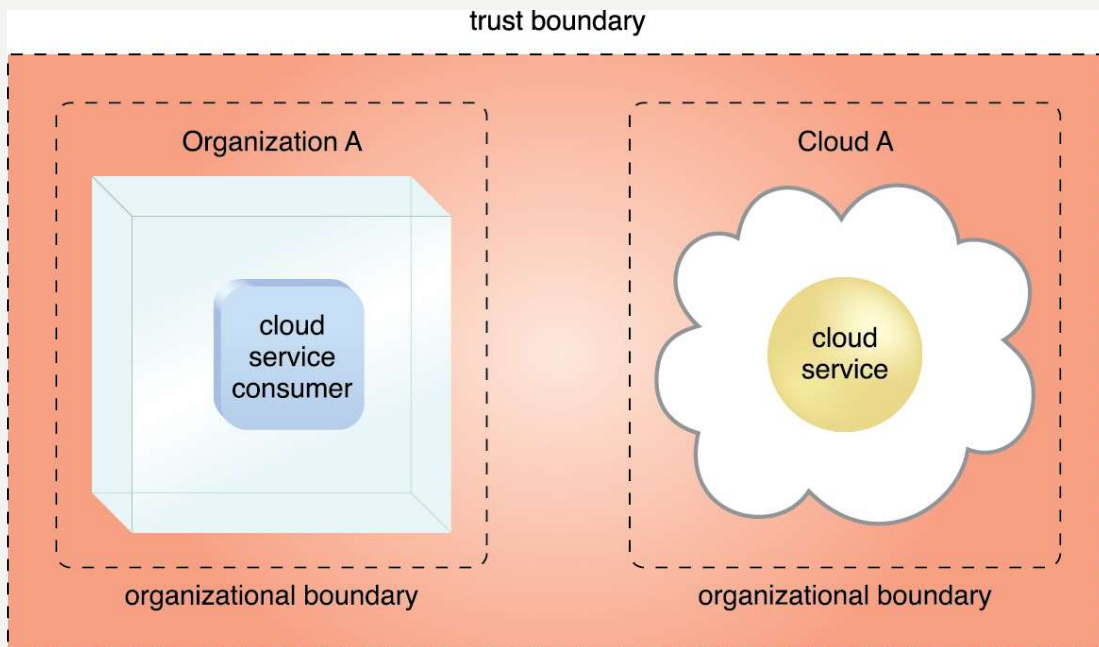 trust boundary
Organization A
Cloud A
cloud
service
consumer
cloud
service
organizational boundary
organizational boundary